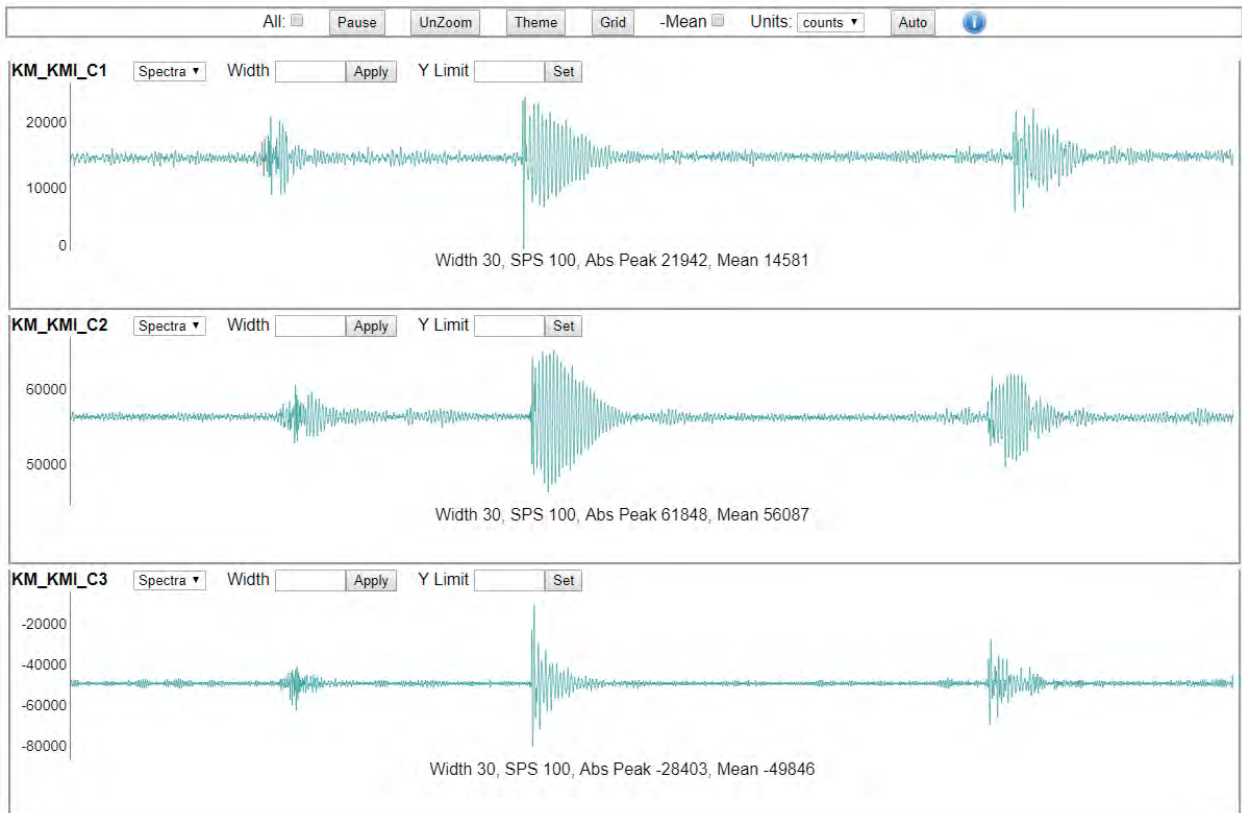 All: Pause UnZoom Theme Grid -Mean Units: counts Auto i
KM_KMI_C1 Spectra Width Apply Y Limit Set
20000
10000
0
Width 30, SPS 100, Abs Peak 21942, Mean 14581
KM_KMI_C2 Spectra Width Apply Y Limit Set
60000
50000
Width 30, SPS 100, Abs Peak 61848, Mean 56087
KM_KMI_C3 Spectra Width Apply Y Limit Set
-20000
-40000
-60000
-80000
Width 30, SPS 100, Abs Peak -28403, Mean -49846